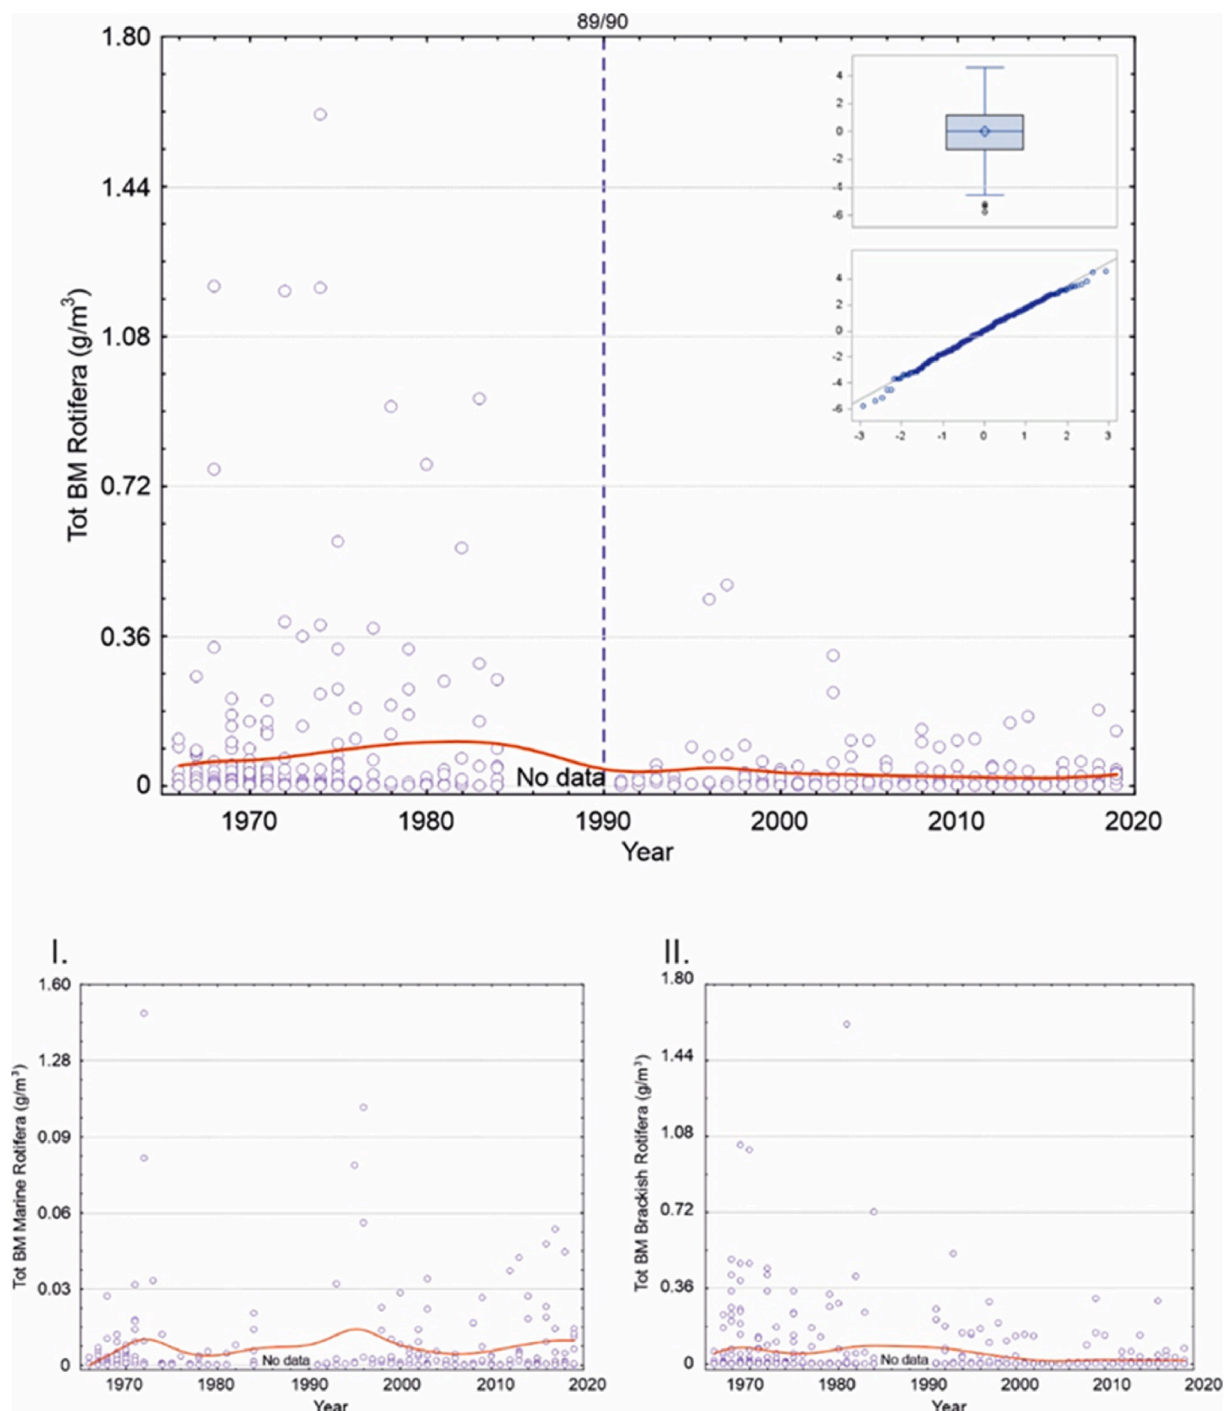 89/90
1.80
1.44
1.08
0.72
0.36
0
Tot BM Rotifera (g/m³)
4
2
0
-2
-4
-6
4
2
0
-2
-4
-6
-3 -2 -1 0 1 2 3
No data
1970 1980 1990 2000 2010 2020
Year
I.
1.60
1.28
0.09
0.06
0.03
0
Tot BM Marine Rotifera (g/m³)
No data
1970 1980 1990 2000 2010 2020
Year
II.
1.80
1.44
1.08
0.72
0.36
0
Tot BM Brackish Rotifera (g/m³)
No data
1970 1980 1990 2000 2010 2020
Year